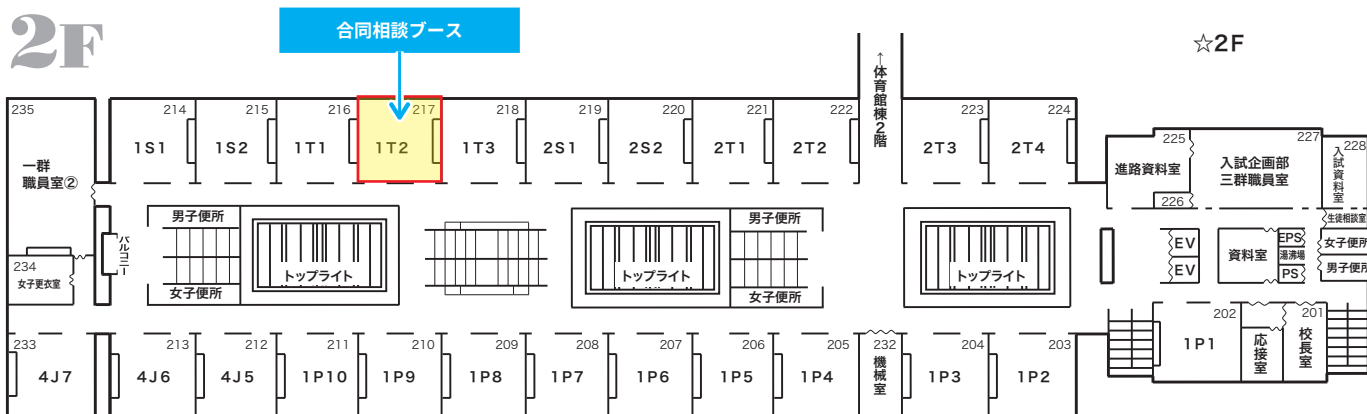 2F
合同相談ブース
☆2F
↑体育館棟2階
235
214
215
216
217
218
219
220
221
222
223
224
225
227
228
一群
職員室②
1S1
1S2
1T1
1T2
1T3
2S1
2S2
2T1
2T2
2T3
2T4
進路資料室
226
入試企画部
三群職員室
入試資料室
生徒相談室
バルコニー
男子便所
女子便所
トップライト
トップライト
男子便所
女子便所
トップライト
EV
EV
資料室
EPS
湯沸場
PS
女子便所
男子便所
234
女子更衣室
233
213
212
211
210
209
208
207
206
205
232
204
203
202
201
4J7
4J6
4J5
1P10
1P9
1P8
1P7
1P6
1P5
1P4
機械室
1P3
1P2
1P1
応接室
校長室